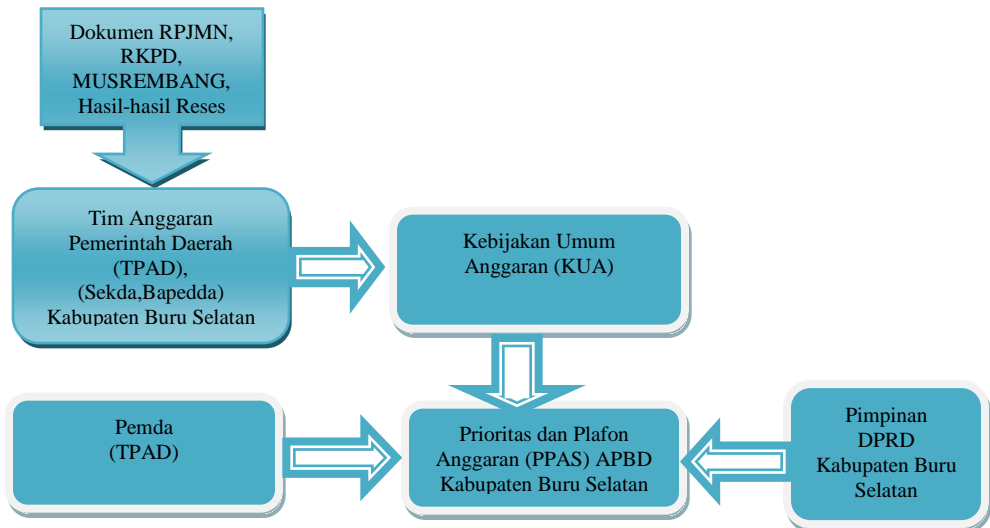 Dokumen RPJMN,
RKPD,
MUSREMBANG,
Hasil-hasil Reses
Tim Anggaran
Pemerintah Daerah
(TPAD),
(Sekda,Bapedda)
Kabupaten Buru Selatan
Kebijakan Umum
Anggaran (KUA)
Pemda
(TPAD)
Prioritas dan Plafon
Anggaran (PPAS) APBD
Kabupaten Buru Selatan
Pimpinan
DPRD
Kabupaten Buru
Selatan